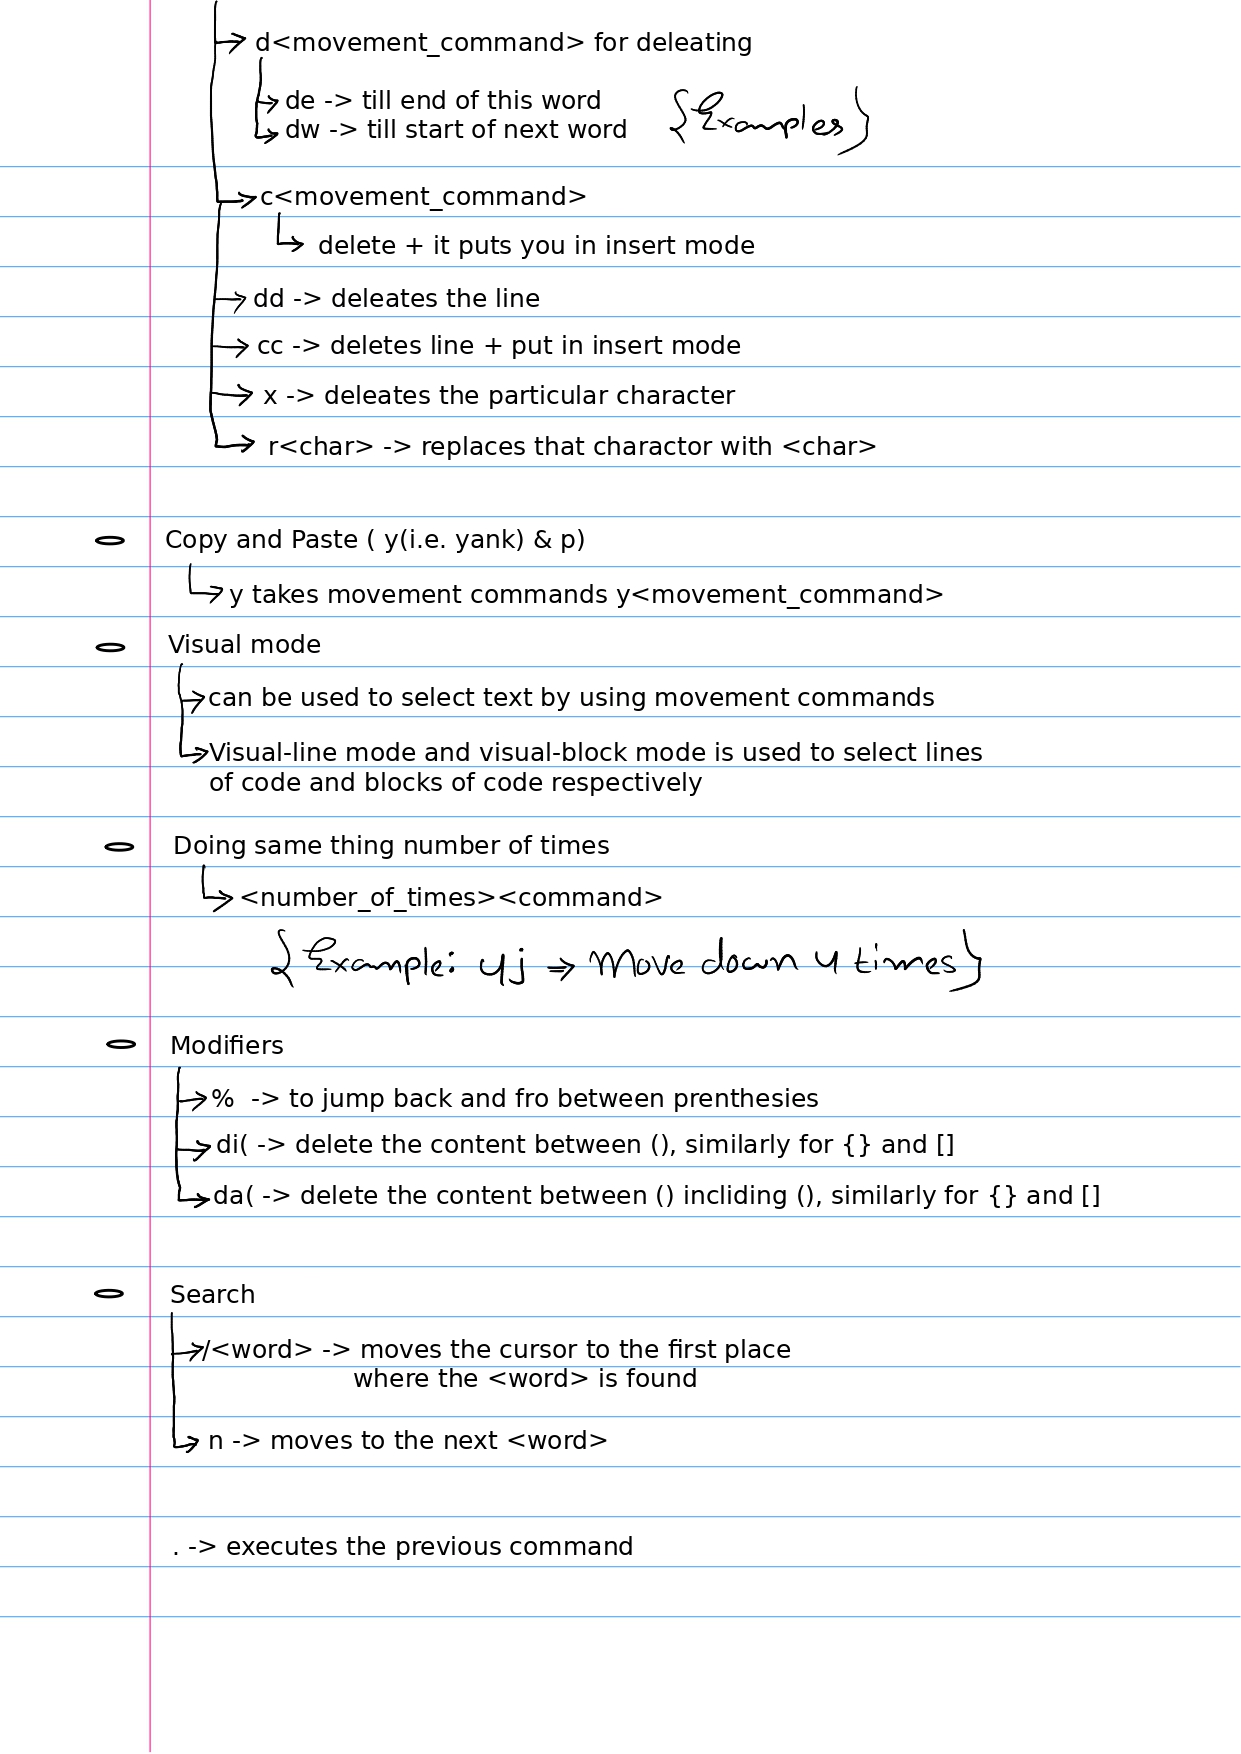 d<movement_command> for deleating
de -> till end of this word
dw -> till start of next word {Examples}
c<movement_command>
delete + it puts you in insert mode
dd -> deleates the line
cc -> deletes line + put in insert mode
x -> deleates the particular character
r<char> -> replaces that charactor with <char>
Copy and Paste ( y(i.e. yank) & p)
y takes movement commands y<movement_command>
Visual mode
can be used to select text by using movement commands
Visual-line mode and visual-block mode is used to select lines
of code and blocks of code respectively
Doing same thing number of times
<number_of_times><command>
{Example: 4j => Move down 4 times}
Modifiers
% -> to jump back and fro between prenthesies
di( -> delete the content between (), similarly for {} and []
da( -> delete the content between () incliding (), similarly for {} and []
Search
/<word> -> moves the cursor to the first place
where the <word> is found
n -> moves to the next <word>
. -> executes the previous command